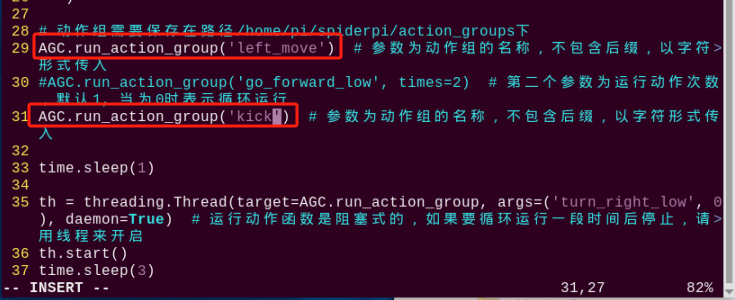 27
28 # 动作组需要保存在路径/home/pi/spiderpi/action_groups下
29 AGC.run_action_group('left_move')  # 参数为动作组的名称，不包含后缀，以字符>
形式传入
30 #AGC.run_action_group('go_forward_low', times=2)  # 第二个参数为运行动作次数
，默认1, 当为0时表示循环运行
31 AGC.run_action_group('kick')  # 参数为动作组的名称，不包含后缀，以字符形式传
入
32
33 time.sleep(1)
34
35 th = threading.Thread(target=AGC.run_action_group, args=('turn_right_low', 0
), daemon=True)  # 运行动作函数是阻塞式的，如果要循环运行一段时间后停止，请>
用线程来开启
36 th.start()
37 time.sleep(3)
-- INSERT -- 31,27 82%